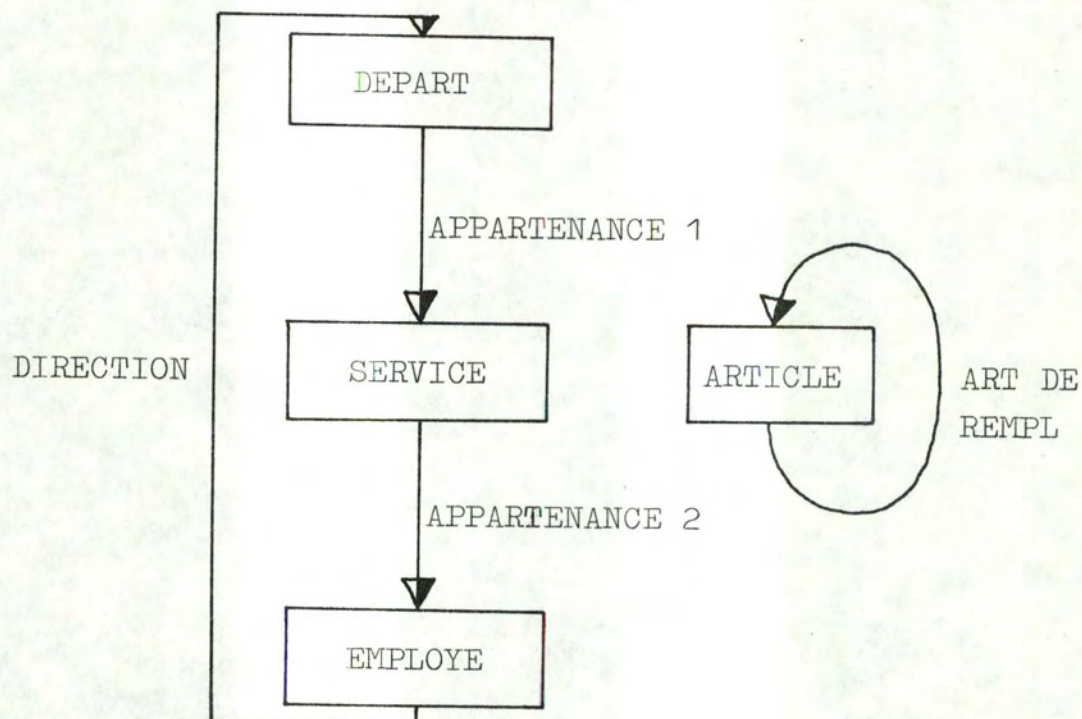 DEPART
APPARTENANCE 1
DIRECTION
SERVICE
ARTICLE
ART DE
REMPL
APPARTENANCE 2
EMPLOYE